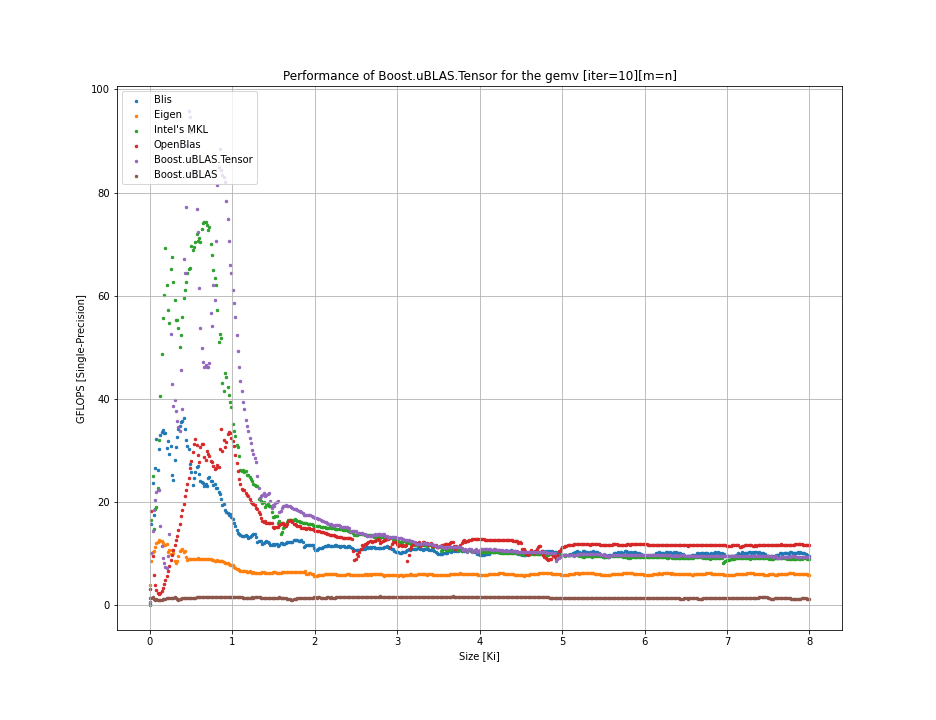 Performance of Boost.uBLAS.Tensor for the gemv [iter=10][m=n]
100
80
60
40
20
0
GFLOPS [Single-Precision]
Blis
Eigen
Intel's MKL
OpenBlas
Boost.uBLAS.Tensor
Boost.uBLAS
0 1 2 3 4 5 6 7 8
Size [Ki]